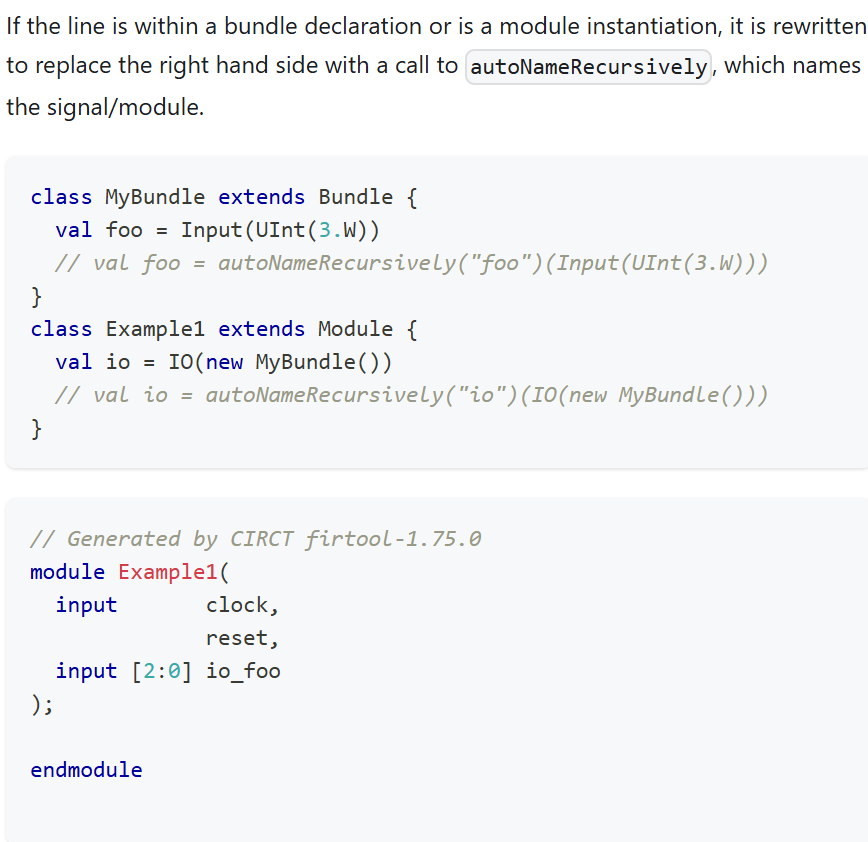 If the line is within a bundle declaration or is a module instantiation, it is rewritten
to replace the right hand side with a call to autoNameRecursively, which names
the signal/module.
class MyBundle extends Bundle {
  val foo = Input(UInt(3.W))
  // val foo = autoNameRecursively("foo")(Input(UInt(3.W)))
}
class Example1 extends Module {
  val io = IO(new MyBundle())
  // val io = autoNameRecursively("io")(IO(new MyBundle()))
}
// Generated by CIRCT firtool-1.75.0
module Example1(
  input       clock,
              reset,
  input [2:0] io_foo
);
endmodule